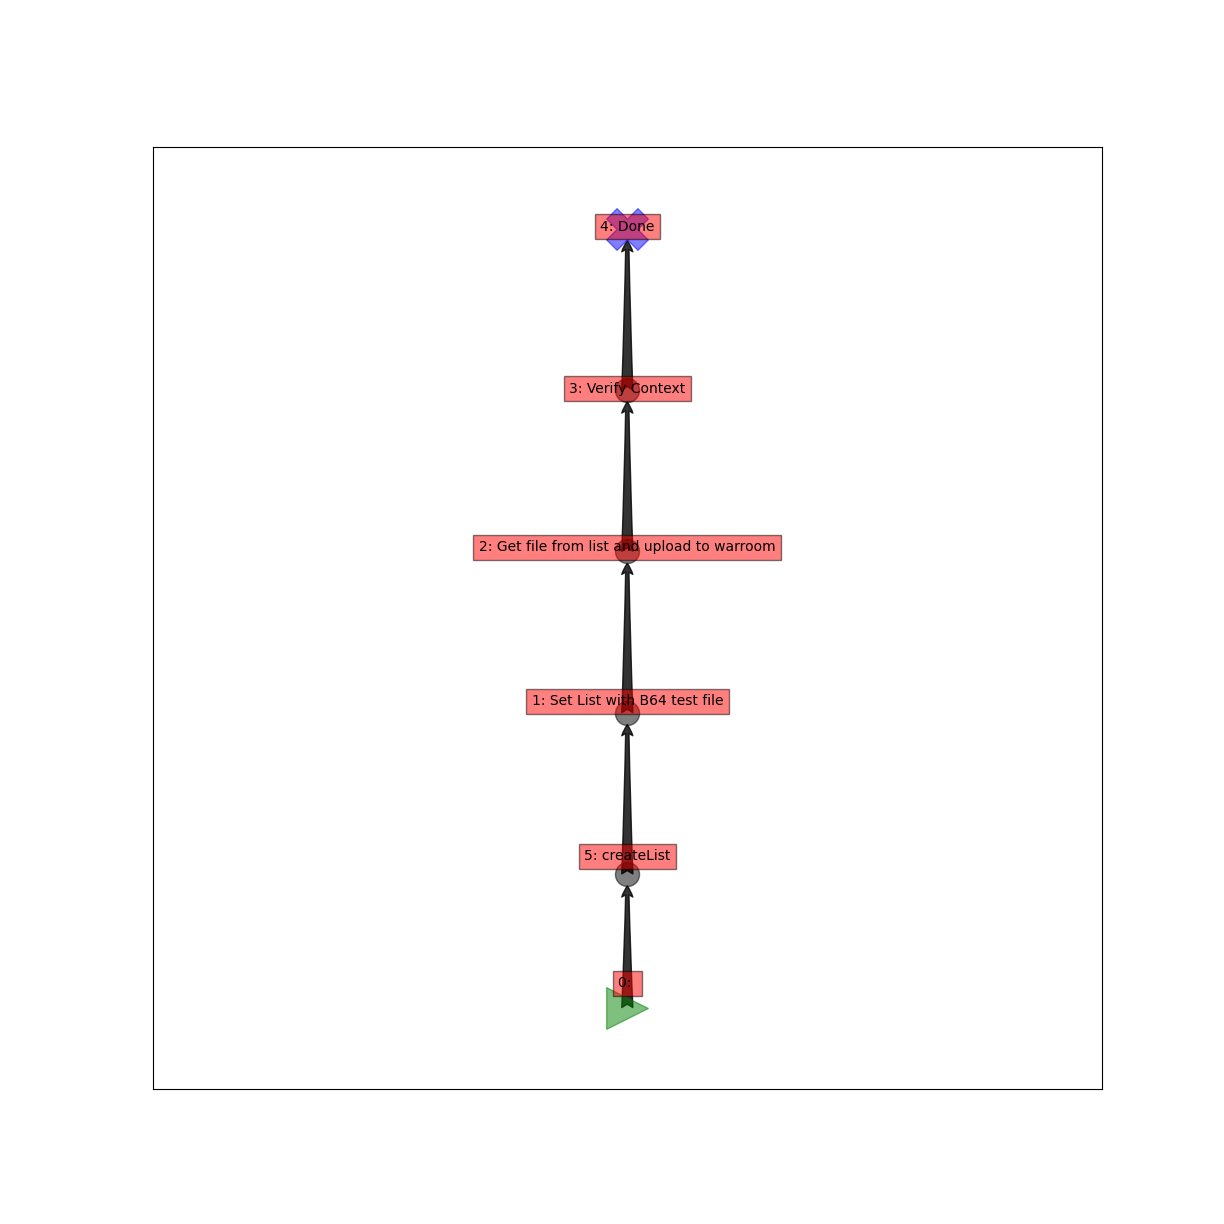 4: Done
3: Verify Context
2: Get file from list and upload to warroom
1: Set List with B64 test file
5: createList
0: